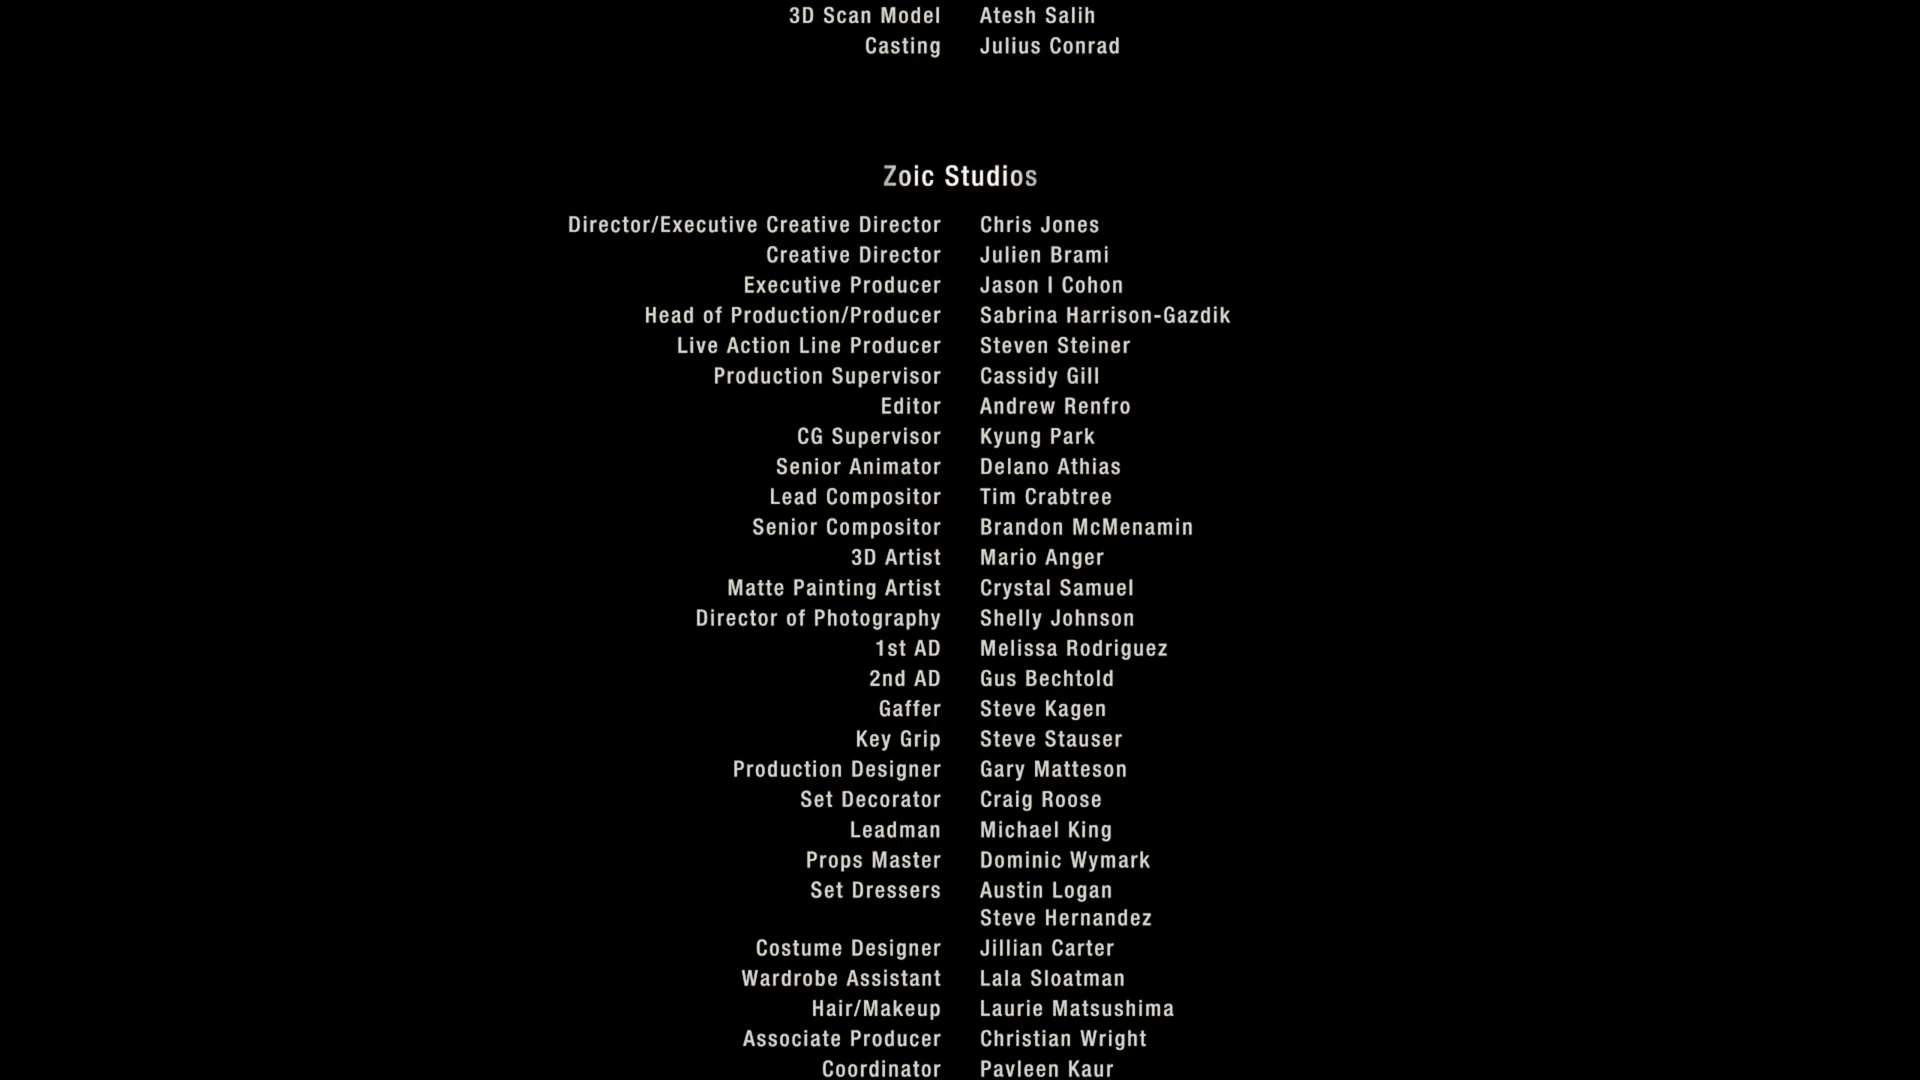 3D Scan Model Atesh Salih
Casting Julius Conrad
Zoic Studios
Director/Executive Creative Director Chris Jones
Creative Director Julien Brami
Executive Producer Jason I Cohon
Head of Production/Producer Sabrina Harrison-Gazdik
Live Action Line Producer Steven Steiner
Production Supervisor Cassidy Gill
Editor Andrew Renfro
CG Supervisor Kyung Park
Senior Animator Delano Athias
Lead Compositor Tim Crabtree
Senior Compositor Brandon McMenamin
3D Artist Mario Anger
Matte Painting Artist Crystal Samuel
Director of Photography Shelly Johnson
1st AD Melissa Rodriguez
2nd AD Gus Bechtold
Gaffer Steve Kagen
Key Grip Steve Stauser
Production Designer Gary Matteson
Set Decorator Craig Roose
Leadman Michael King
Props Master Dominic Wymark
Set Dressers Austin Logan
Steve Hernandez
Costume Designer Jillian Carter
Wardrobe Assistant Lala Sloatman
Hair/Makeup Laurie Matsushima
Associate Producer Christian Wright
Coordinator Pavleen Kaur